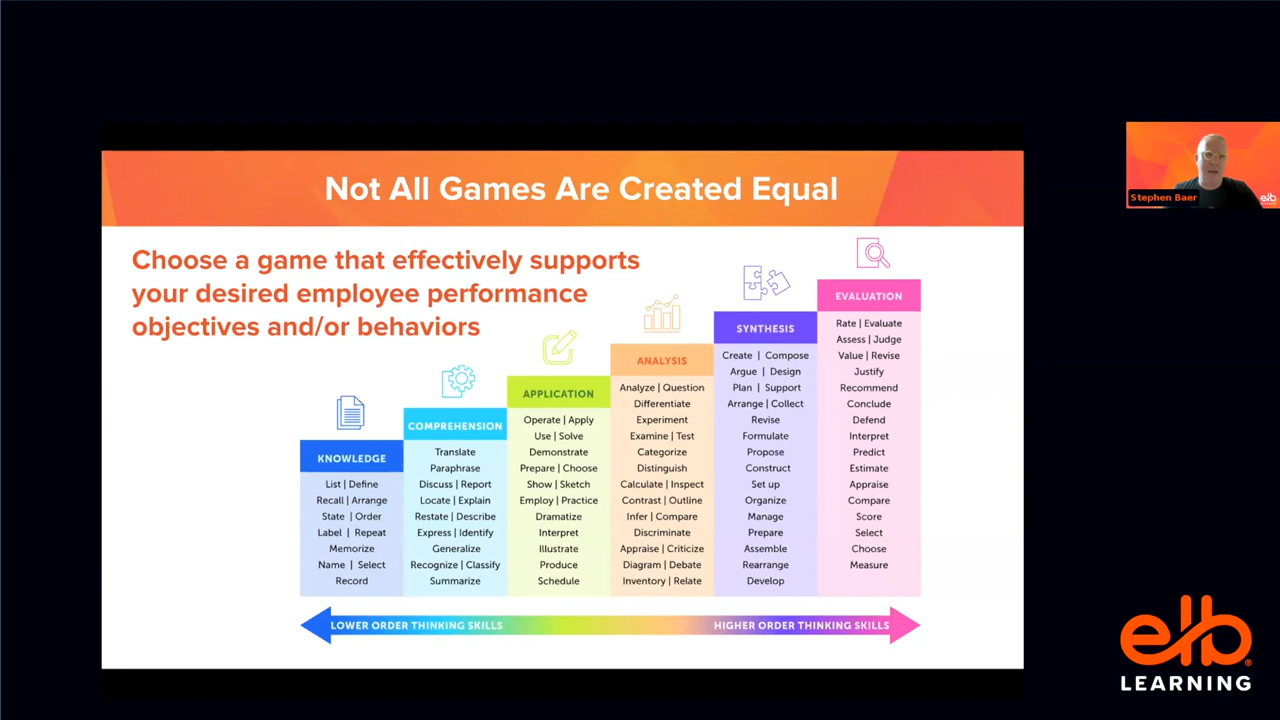 Not All Games Are Created Equal
Choose a game that effectively supports
your desired employee performance
objectives and/or behaviors
KNOWLEDGE
List | Define
Recall | Arrange
State | Order
Label | Repeat
Memorize
Name | Select
Record
COMPREHENSION
Translate
Paraphrase
Discuss | Report
Locate | Explain
Restate | Describe
Express | Identify
Generalize
Recognize | Classify
Summarize
APPLICATION
Operate | Apply
Use | Solve
Demonstrate
Prepare | Choose
Show | Sketch
Employ | Practice
Dramatize
Interpret
Illustrate
Produce
Schedule
ANALYSIS
Analyze | Question
Differentiate
Experiment
Examine | Test
Categorize
Distinguish
Calculate | Inspect
Contrast | Outline
Infer | Compare
Discriminate
Appraise | Criticize
Diagram | Debate
Inventory | Relate
SYNTHESIS
Create | Compose
Argue | Design
Plan | Support
Arrange | Collect
Revise
Formulate
Propose
Construct
Set up
Organize
Manage
Prepare
Assemble
Rearrange
Develop
EVALUATION
Rate | Evaluate
Assess | Judge
Value | Revise
Justify
Recommend
Conclude
Defend
Interpret
Predict
Estimate
Appraise
Compare
Score
Select
Choose
Measure
LOWER ORDER THINKING SKILLS
HIGHER ORDER THINKING SKILLS
Stephen Baer
elb
elb®
LEARNING